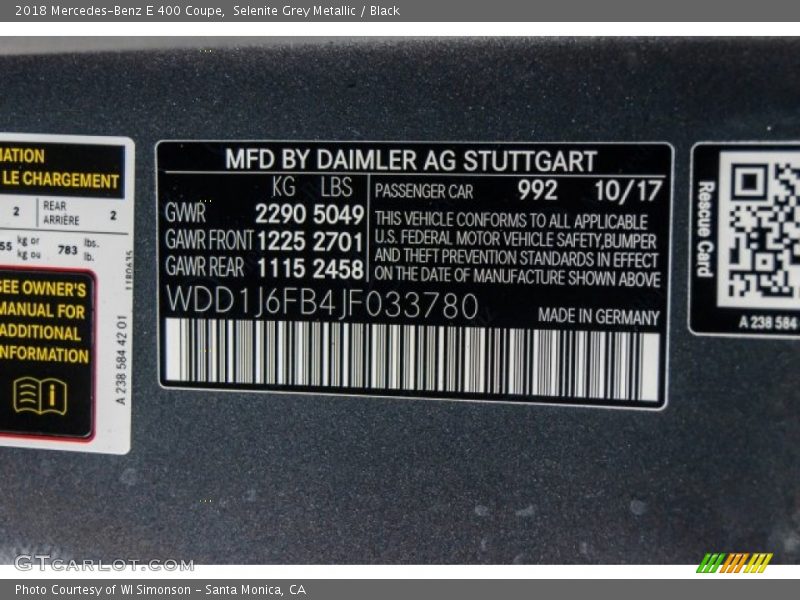 2018 Mercedes-Benz E 400 Coupe,  Selenite Grey Metallic / Black
MATION
LE CHARGEMENT
2 REAR ARRIÈRE 2
55 kg or kg ou 783 lbs. lb.
SEE OWNER'S
MANUAL FOR
ADDITIONAL
INFORMATION
A 238 584 42 01
MFD BY DAIMLER AG STUTTGART
KG LBS
GWR 2290 5049
GAWR FRONT 1225 2701
GAWR REAR 1115 2458
PASSENGER CAR 992 10/17
THIS VEHICLE CONFORMS TO ALL APPLICABLE
U.S. FEDERAL MOTOR VEHICLE SAFETY,BUMPER
AND THEFT PREVENTION STANDARDS IN EFFECT
ON THE DATE OF MANUFACTURE SHOWN ABOVE
WDD1J6FB4JF033780
MADE IN GERMANY
Rescue Card
A 238 584
GTCARLOT.COM
Photo Courtesy of WI Simonson - Santa Monica, CA